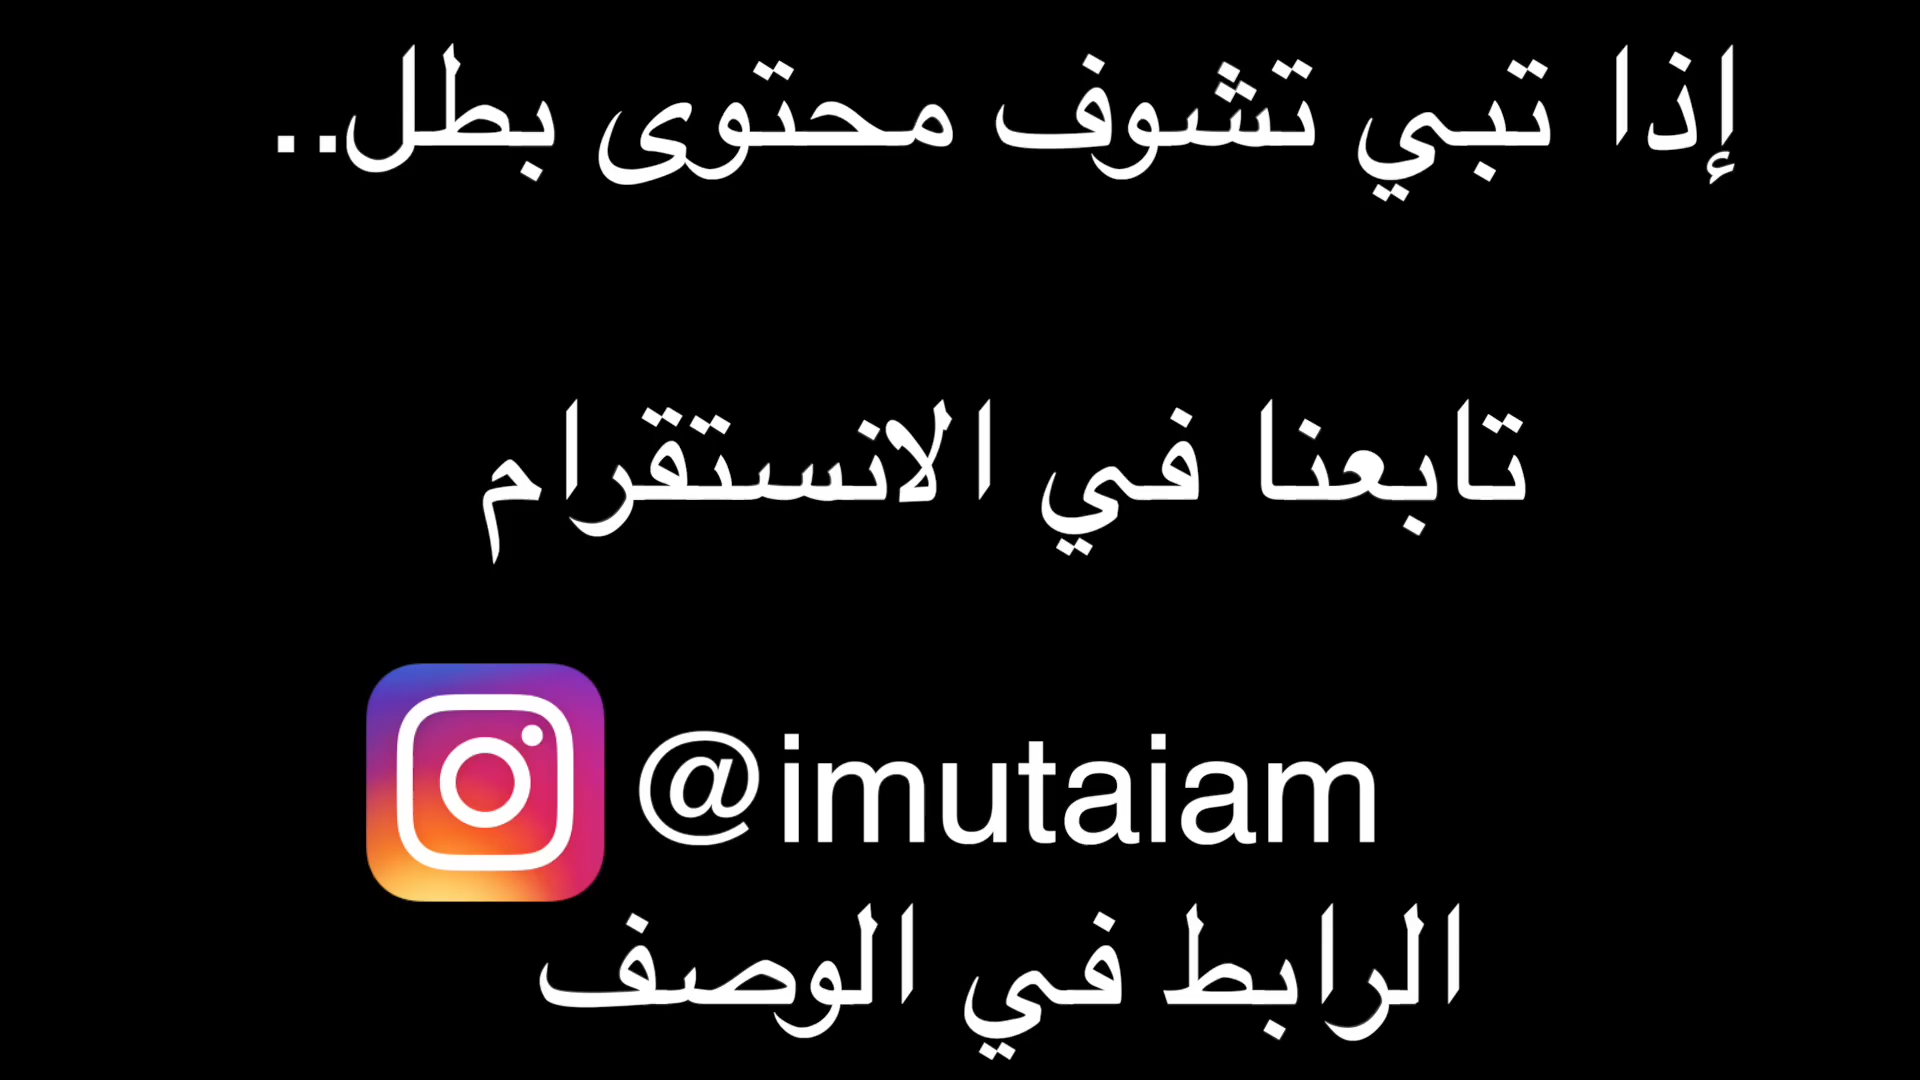 إذا تبي تشوف محتوى بطل..
تابعنا في الانستقرام
@imutaiam
الرابط في الوصف